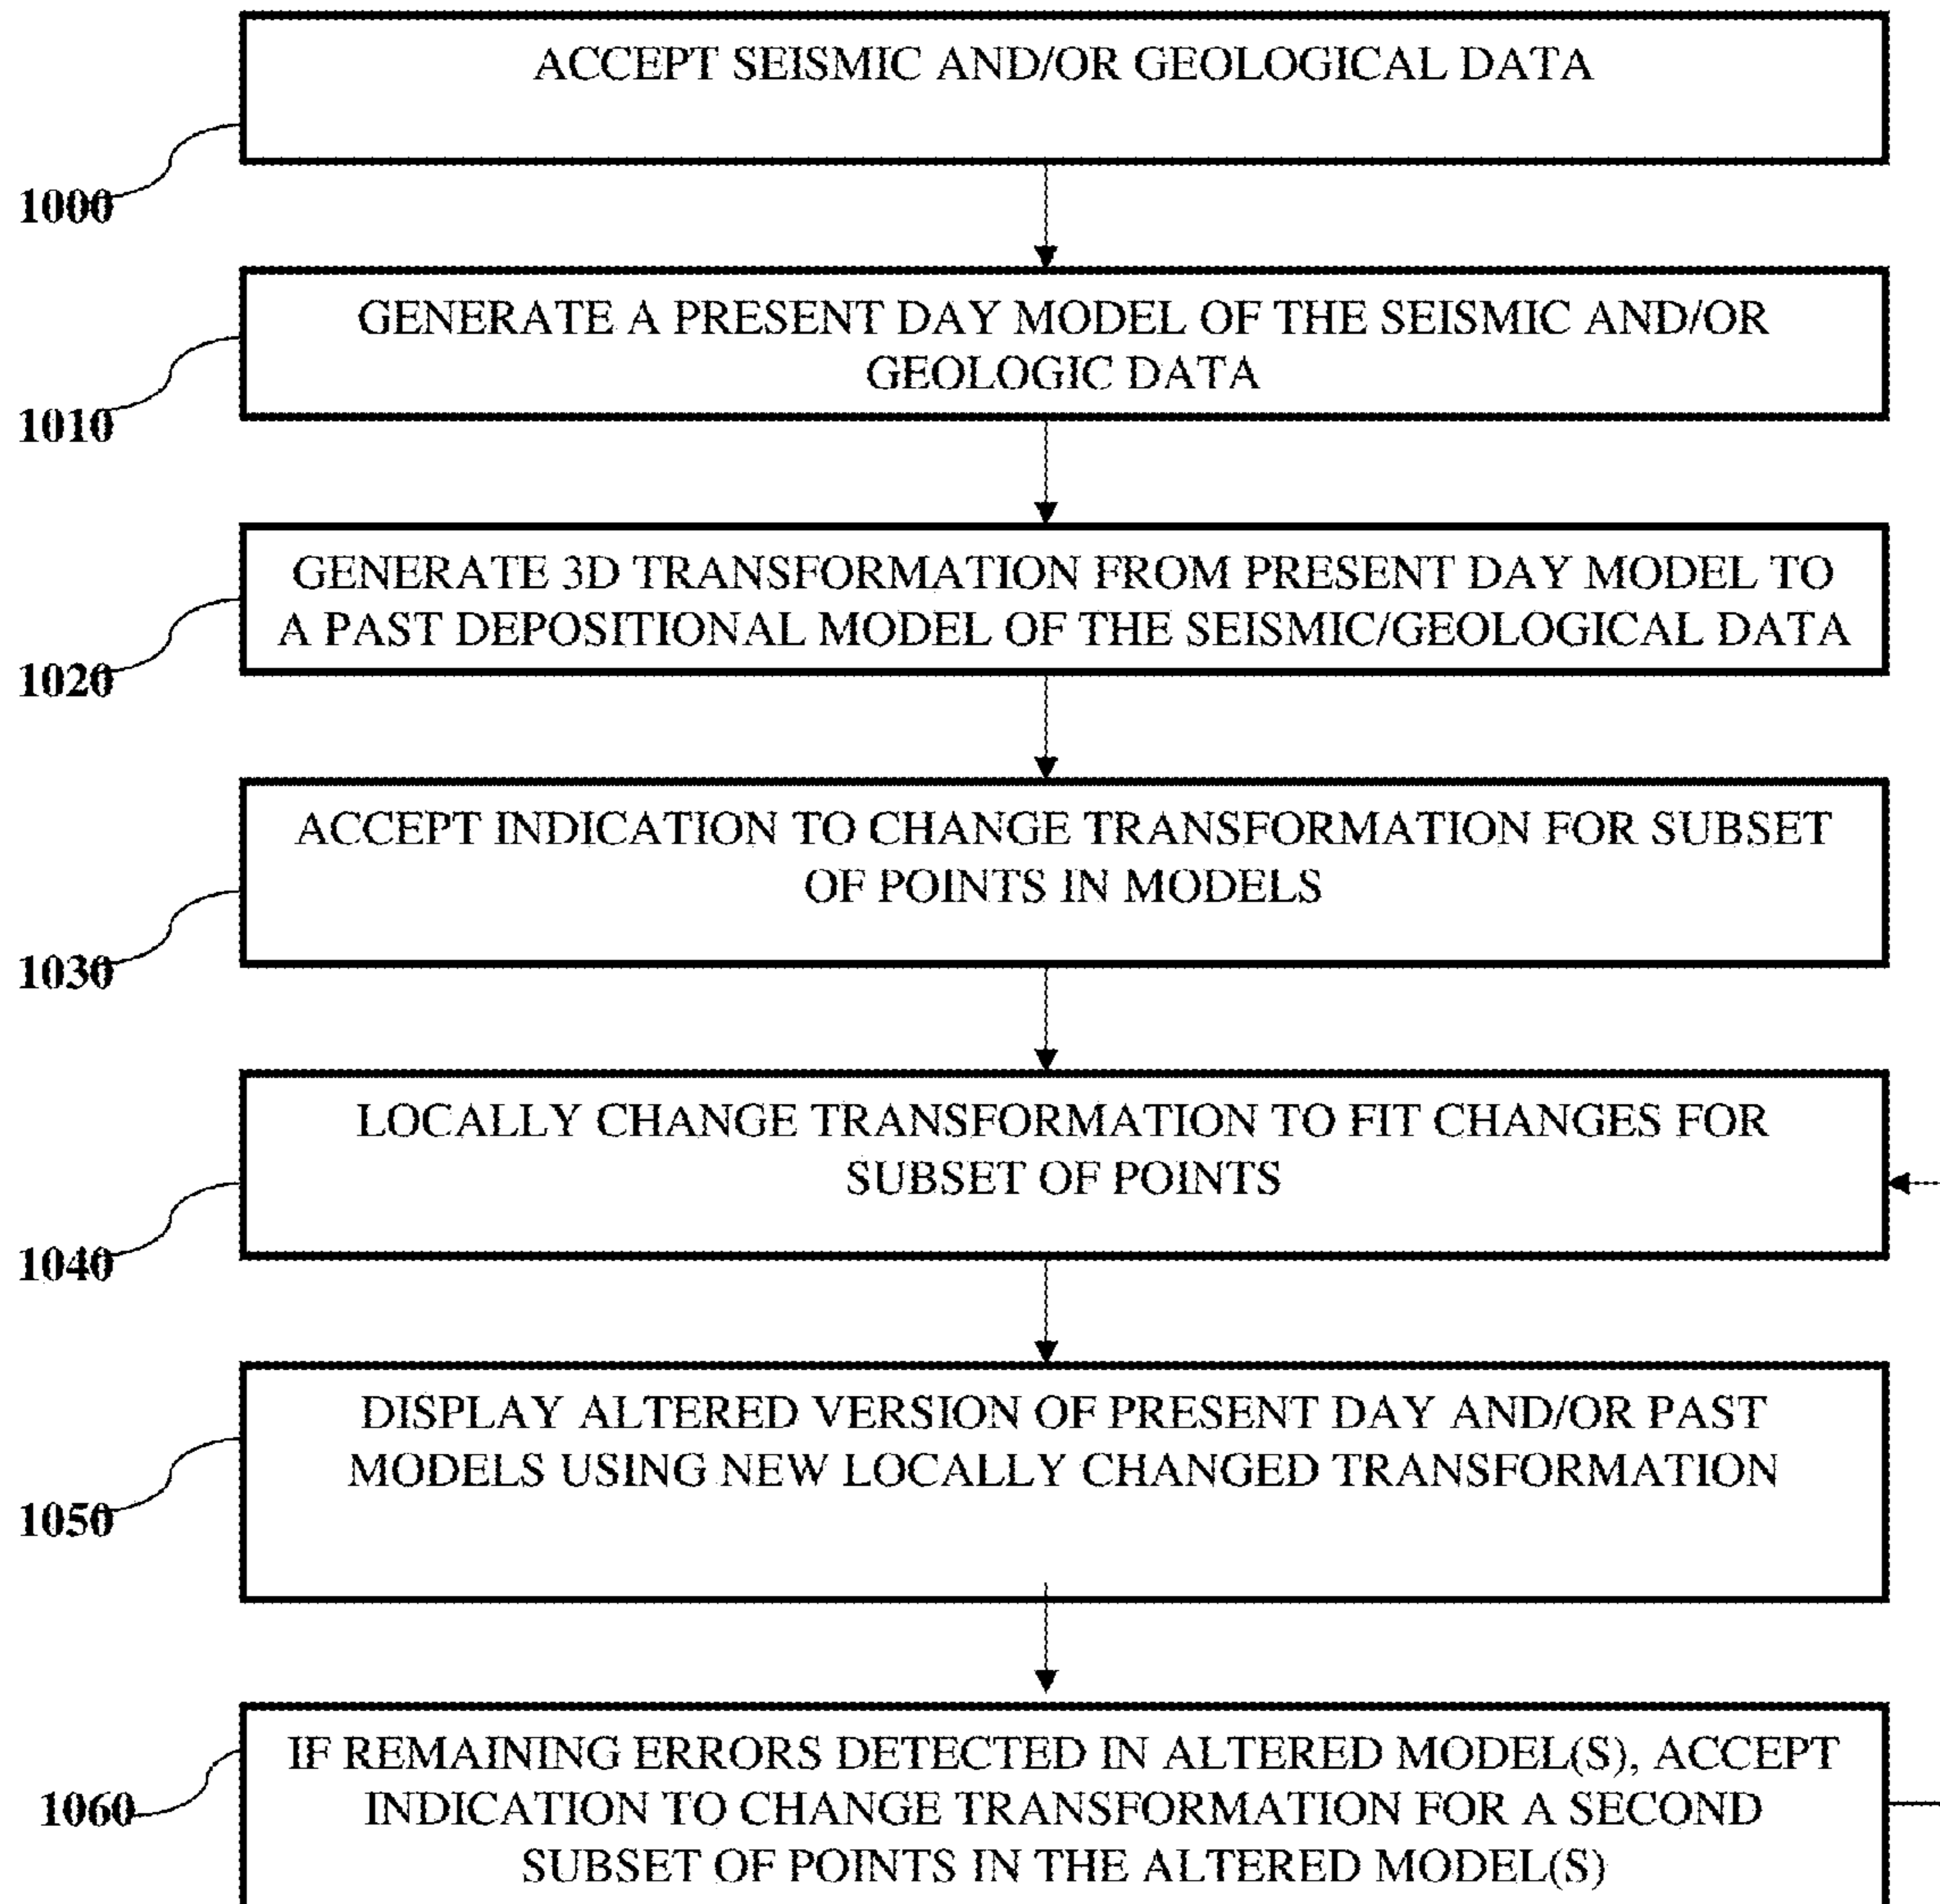 ACCEPT SEISMIC AND/OR GEOLOGICAL DATA
1000
GENERATE A PRESENT DAY MODEL OF THE SEISMIC AND/OR
GEOLOGIC DATA
1010
GENERATE 3D TRANSFORMATION FROM PRESENT DAY MODEL TO
A PAST DEPOSITIONAL MODEL OF THE SEISMIC/GEOLOGICAL DATA
1020
ACCEPT INDICATION TO CHANGE TRANSFORMATION FOR SUBSET
OF POINTS IN MODELS
1030
LOCALLY CHANGE TRANSFORMATION TO FIT CHANGES FOR
SUBSET OF POINTS
1040
DISPLAY ALTERED VERSION OF PRESENT DAY AND/OR PAST
MODELS USING NEW LOCALLY CHANGED TRANSFORMATION
1050
IF REMAINING ERRORS DETECTED IN ALTERED MODEL(S), ACCEPT
INDICATION TO CHANGE TRANSFORMATION FOR A SECOND
SUBSET OF POINTS IN THE ALTERED MODEL(S)
1060